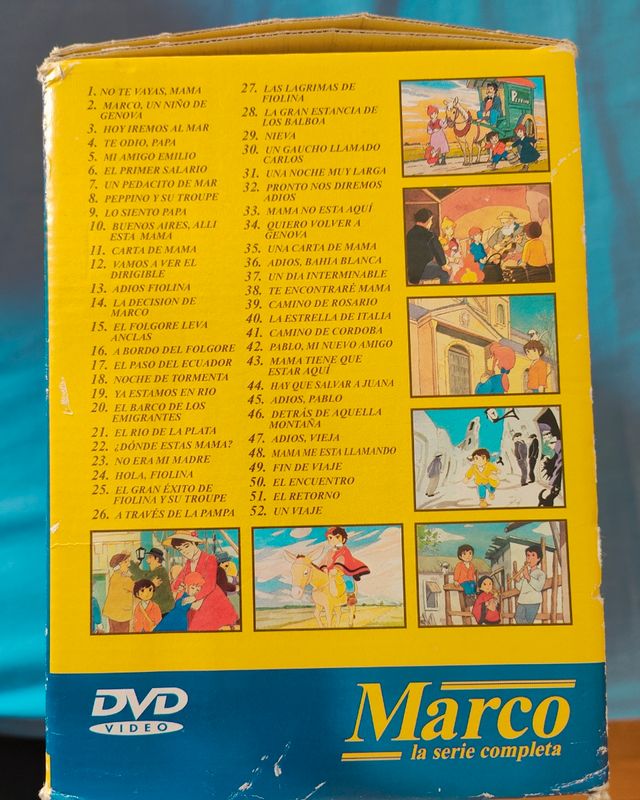 1. NO TE VAYAS, MAMA
2. MARCO, UN NIÑO DE
GENOVA
3. HOY IREMOS AL MAR
4. TE ODIO, PAPA
5. MI AMIGO EMILIO
6. EL PRIMER SALARIO
7. UN PEDACITO DE MAR
8. PEPPINO Y SU TROUPE
9. LO SIENTO PAPA
10. BUENOS AIRES, ALLI
ESTA MAMA
11. CARTA DE MAMA
12. VAMOS A VER EL
DIRIGIBLE
13. ADIOS FIOLINA
14. LA DECISION DE
MARCO
15. EL FOLGORE LEVA
ANCLAS
16. A BORDO DEL FOLGORE
17. EL PASO DEL ECUADOR
18. NOCHE DE TORMENTA
19. YA ESTAMOS EN RIO
20. EL BARCO DE LOS
EMIGRANTES
21. EL RIO DE LA PLATA
22. ¿DÓNDE ESTAS MAMA?
23. NO ERA MI MADRE
24. HOLA, FIOLINA
25. EL GRAN ÉXITO DE
FIOLINA Y SU TROUPE
26. A TRAVÉS DE LA PAMPA
27. LAS LAGRIMAS DE
FIOLINA
28. LA GRAN ESTANCIA DE
LOS BALBOA
29. NIEVA
30. UN GAUCHO LLAMADO
CARLOS
31. UNA NOCHE MUY LARGA
32. PRONTO NOS DIREMOS
ADIOS
33. MAMA NO ESTA AQUÍ
34. QUIERO VOLVER A
GENOVA
35. UNA CARTA DE MAMA
36. ADIOS, BAHIA BLANCA
37. UN DIA INTERMINABLE
38. TE ENCONTRARÉ MAMA
39. CAMINO DE ROSARIO
40. LA ESTRELLA DE ITALIA
41. CAMINO DE CORDOBA
42. PABLO, MI NUEVO AMIGO
43. MAMA TIENE QUE
ESTAR AQUÍ
44. HAY QUE SALVAR A JUANA
45. ADIOS, PABLO
46. DETRÁS DE AQUELLA
MONTAÑA
47. ADIOS, VIEJA
48. MAMA ME ESTA LLAMANDO
49. FIN DE VIAJE
50. EL ENCUENTRO
51. EL RETORNO
52. UN VIAJE
DVD
VIDEO
Marco
la serie completa